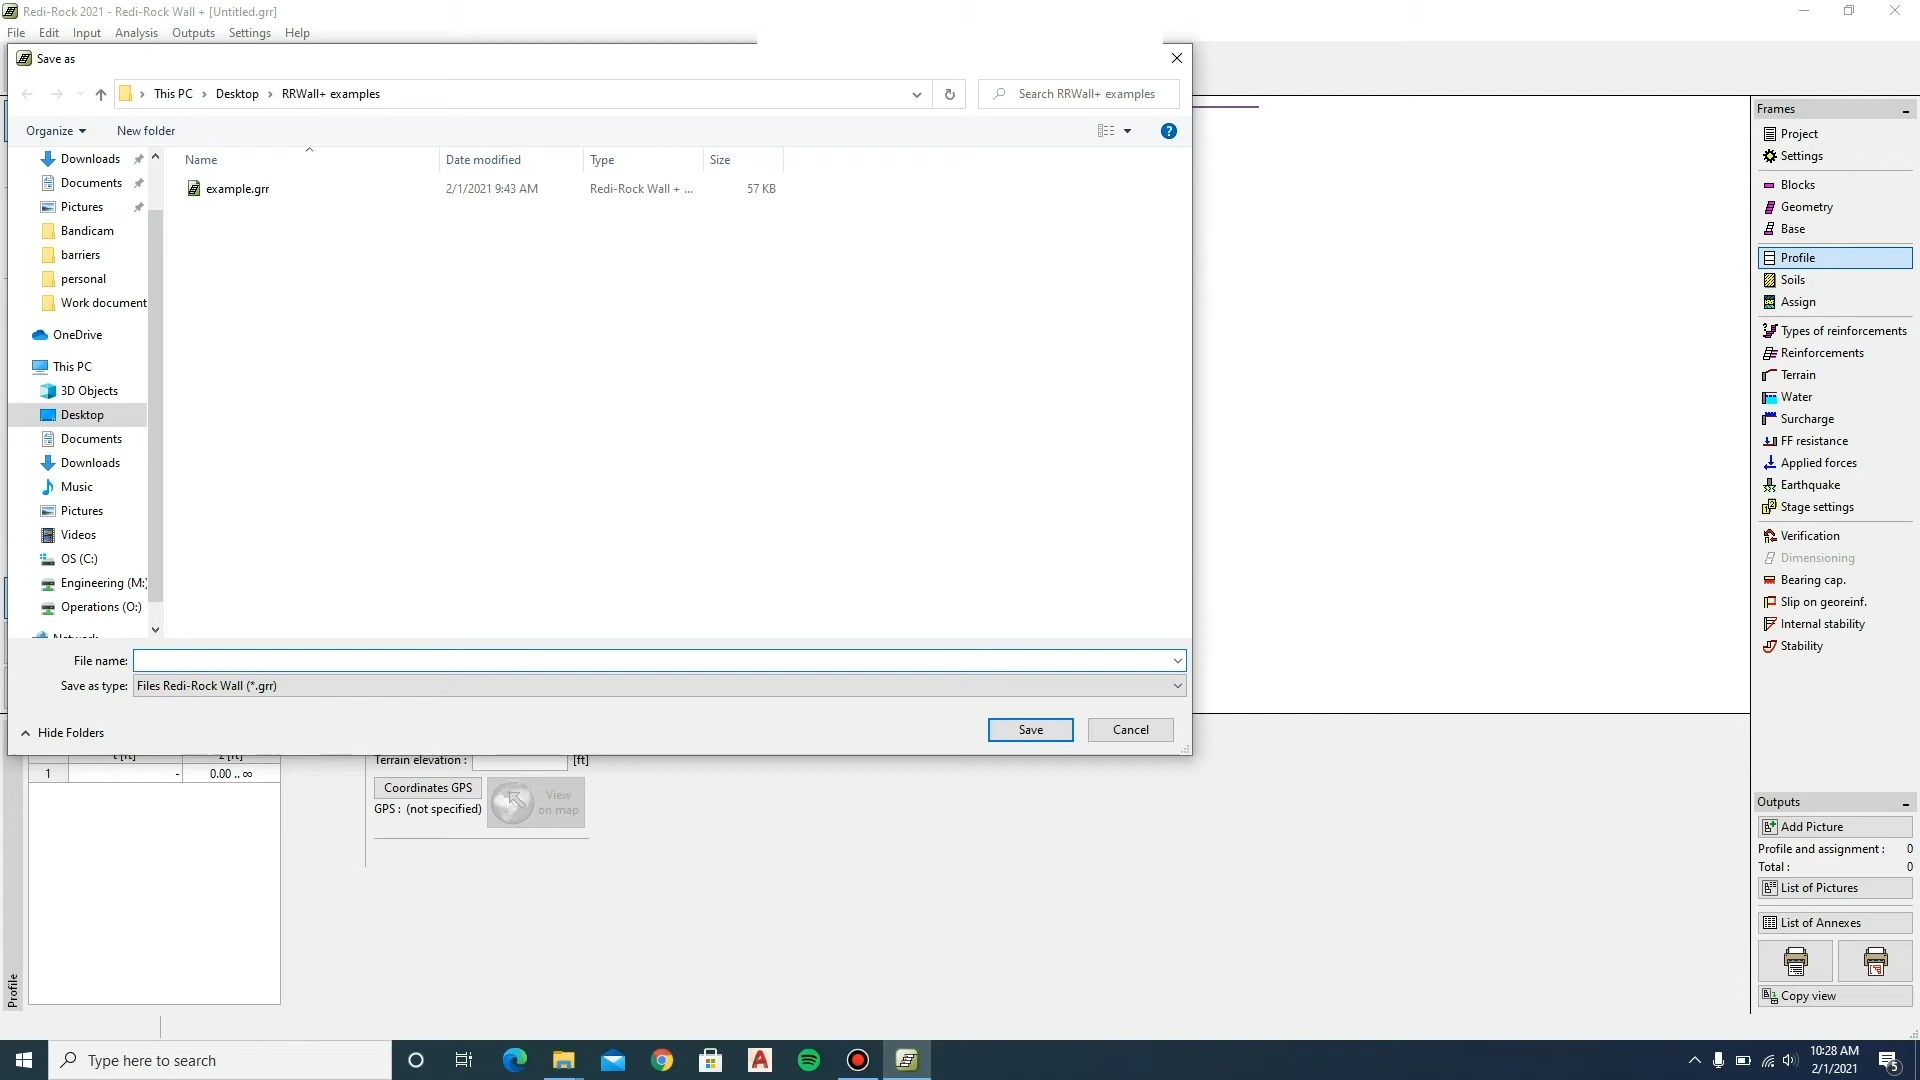 Redi-Rock 2021 - Redi-Rock Wall + [Untitled.grr]
File Edit Input Analysis Outputs Settings Help
Save as
This PC > Desktop > RRWall+ examples
Search RRWall+ examples
Organize
New folder
Downloads
Documents
Pictures
Bandicam
barriers
personal
Work document
OneDrive
This PC
3D Objects
Desktop
Documents
Downloads
Music
Pictures
Videos
OS (C:)
Engineering (M:)
Operations (O:)
Network
Name Date modified Type Size
example.grr 2/1/2021 9:43 AM Redi-Rock Wall + ... 57 KB
File name:
Save as type: Files Redi-Rock Wall (*.grr)
Hide Folders
Save
Cancel
t [ft] z [ft]
1 - 0.00 .. ∞
Terrain elevation : [ft]
Coordinates GPS
GPS : (not specified)
View
on map
Profile
Frames
Project
Settings
Blocks
Geometry
Base
Profile
Soils
Assign
Types of reinforcements
Reinforcements
Terrain
Water
Surcharge
FF resistance
Applied forces
Earthquake
Stage settings
Verification
Dimensioning
Bearing cap.
Slip on georeinf.
Internal stability
Stability
Outputs
Add Picture
Profile and assignment : 0
Total : 0
List of Pictures
List of Annexes
Copy view
Type here to search
10:28 AM
2/1/2021
5